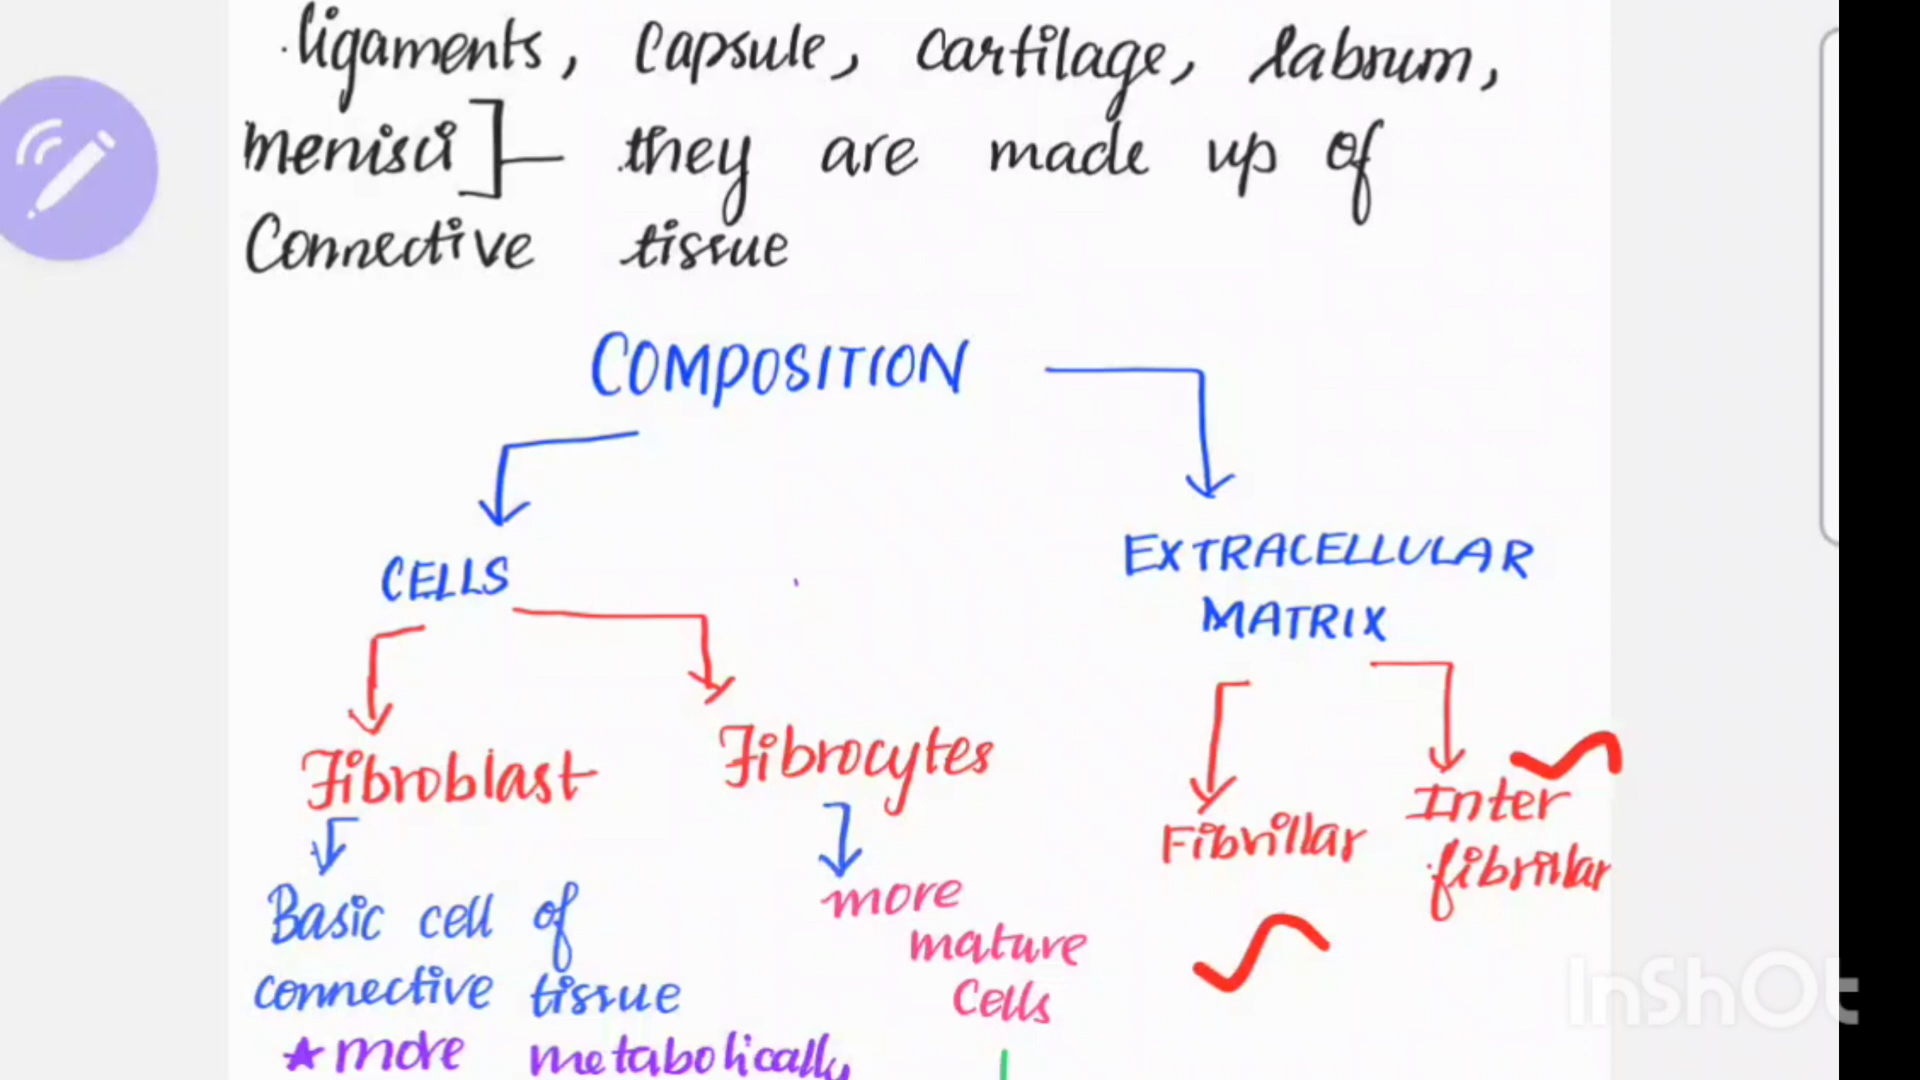 ligaments, capsule, cartilage, labrum,
menisci] - they are made up of
Connective tissue
COMPOSITION
CELLS
EXTRACELLULAR
MATRIX
Fibroblast
Fibrocytes
Fibrillar
Inter
fibrillar
Basic cell of
connective tissue
more
mature
cells
★ more metabolically
InShOt